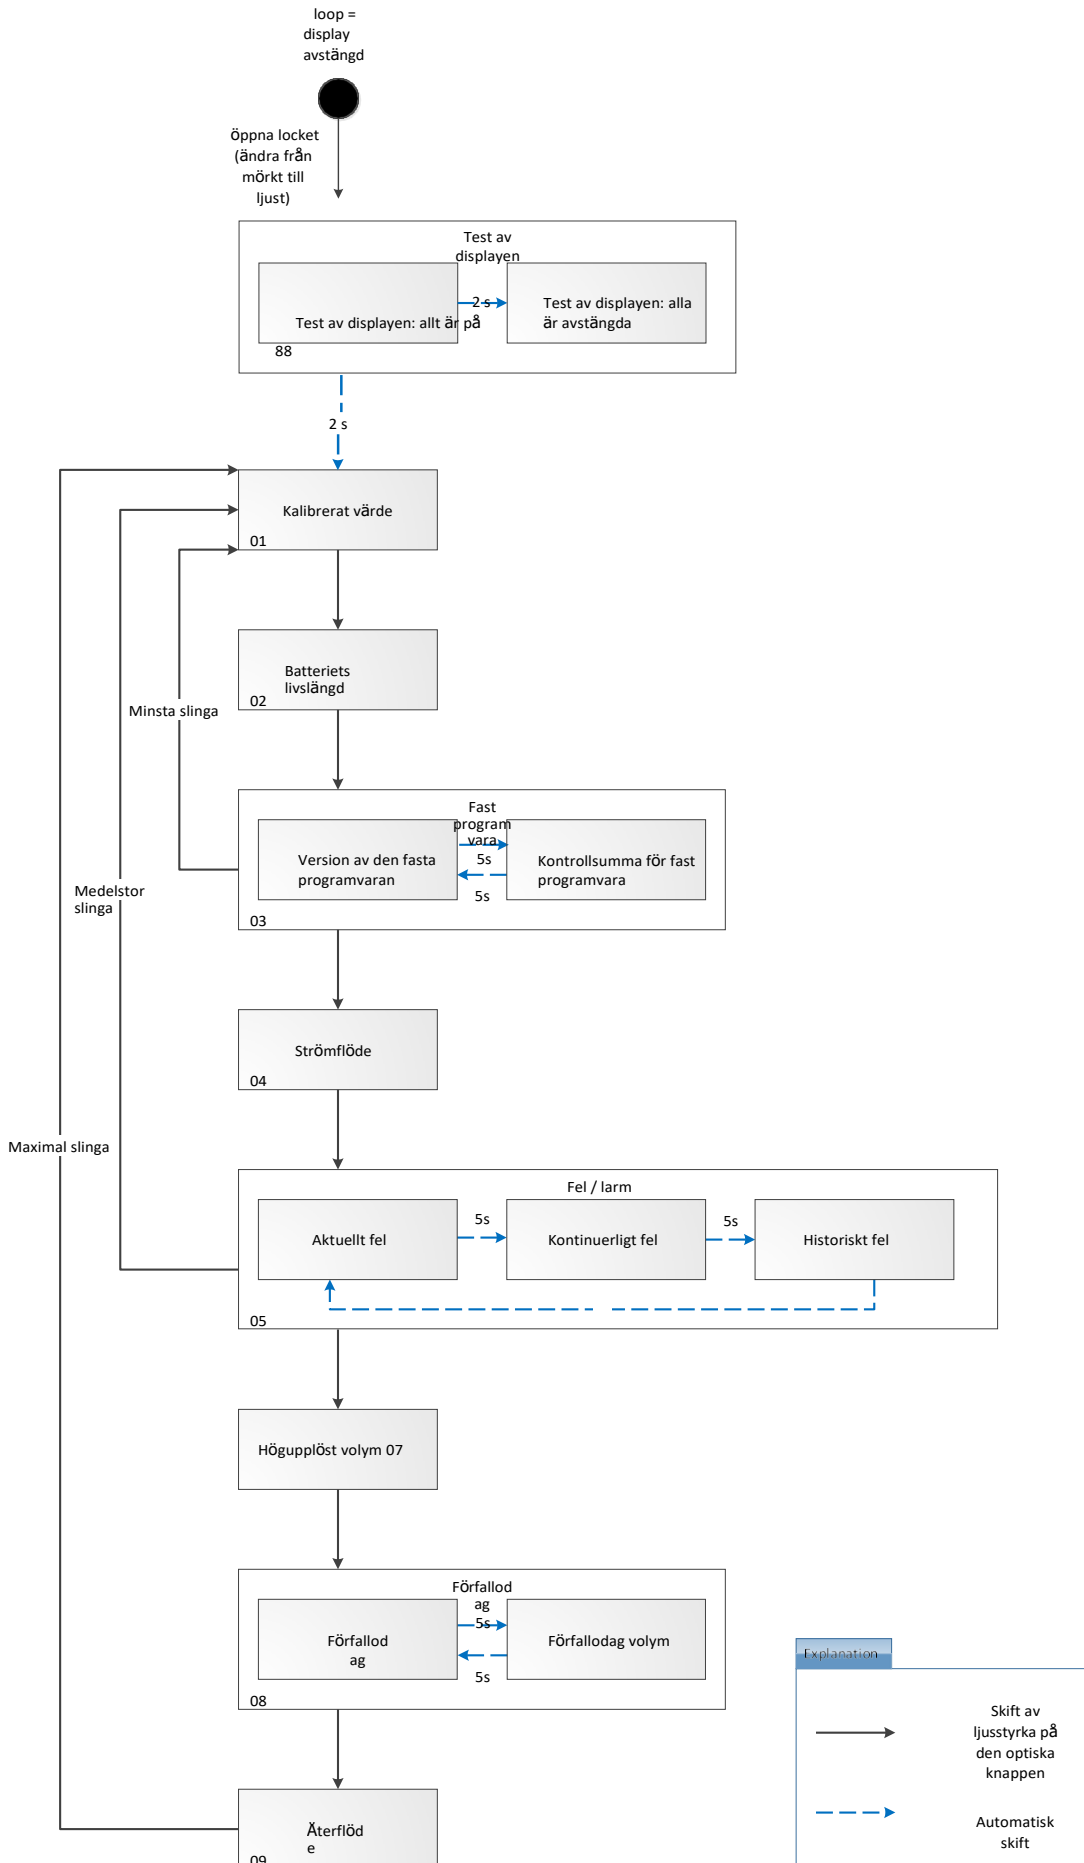 loop =
display
avstängd
öppna locket
(ändra från
mörkt till
ljust)
Test av
displayen
Test av displayen: allt är på
2 s
Test av displayen: alla
är avstängda
88
2 s
Kalibrerat värde
01
Batteriets
livslängd
02
Minsta slinga
Fast
program
vara
Version av den fasta
programvaran
5s
5s
Kontrollsumma för fast
programvara
03
Medelstor
slinga
Strömflöde
04
Maximal slinga
Fel / larm
Aktuellt fel
5s
Kontinuerligt fel
5s
Historiskt fel
05
Högupplöst volym 07
Förfallod
ag
Förfallod
ag
5s
5s
Förfallodag volym
08
Återflöd
e
09
Explanation
Skift av
ljusstyrka på
den optiska
knappen
Automatisk
skift